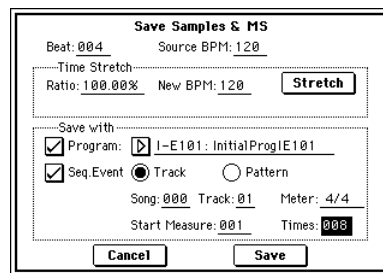 Save Samples & MS
Beat: 004 Source BPM: 120
Time Stretch
Ratio: 100.00% New BPM: 120 Stretch
Save with
Program: I-E101: InitialProgIE101
Seq.Event Track Pattern
Song: 000 Track: 01 Meter: 4/4
Start Measure: 001 Times: 008
Cancel Save